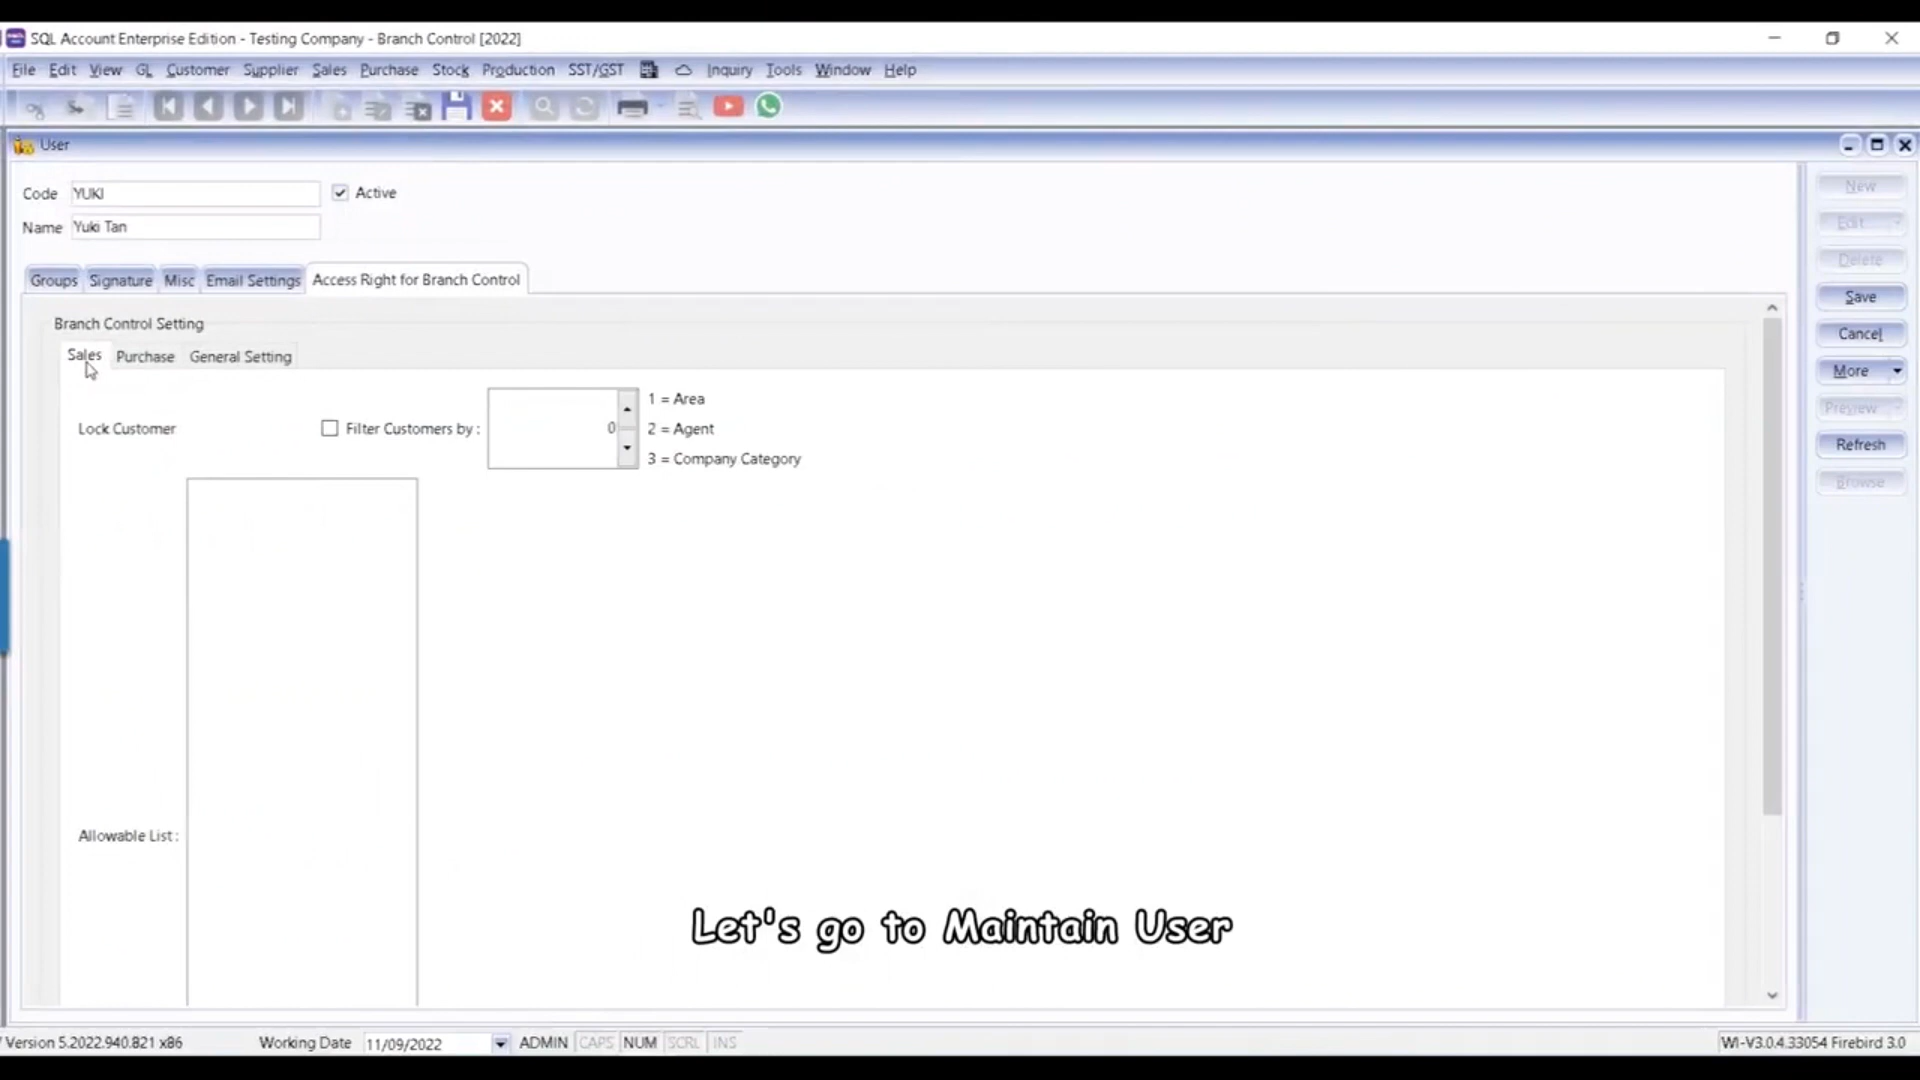 SQL Account Enterprise Edition - Testing Company - Branch Control [2022]
File Edit View GL Customer Supplier Sales Purchase Stock Production SST/GST Inquiry Tools Window Help
User
Code YUKI Active
Name Yuki Tan
Groups Signature Misc Email Settings Access Right for Branch Control
Branch Control Setting
Sales Purchase General Setting
Lock Customer Filter Customers by : 0
1 = Area
2 = Agent
3 = Company Category
Allowable List :
New
Edit
Delete
Save
Cancel
More
Preview
Refresh
Browse
Let's go to Maintain User
Version 5.2022.940.821 x86 Working Date 11/09/2022 ADMIN CAPS NUM SCRL INS WI-V3.0.4.33054 Firebird 3.0